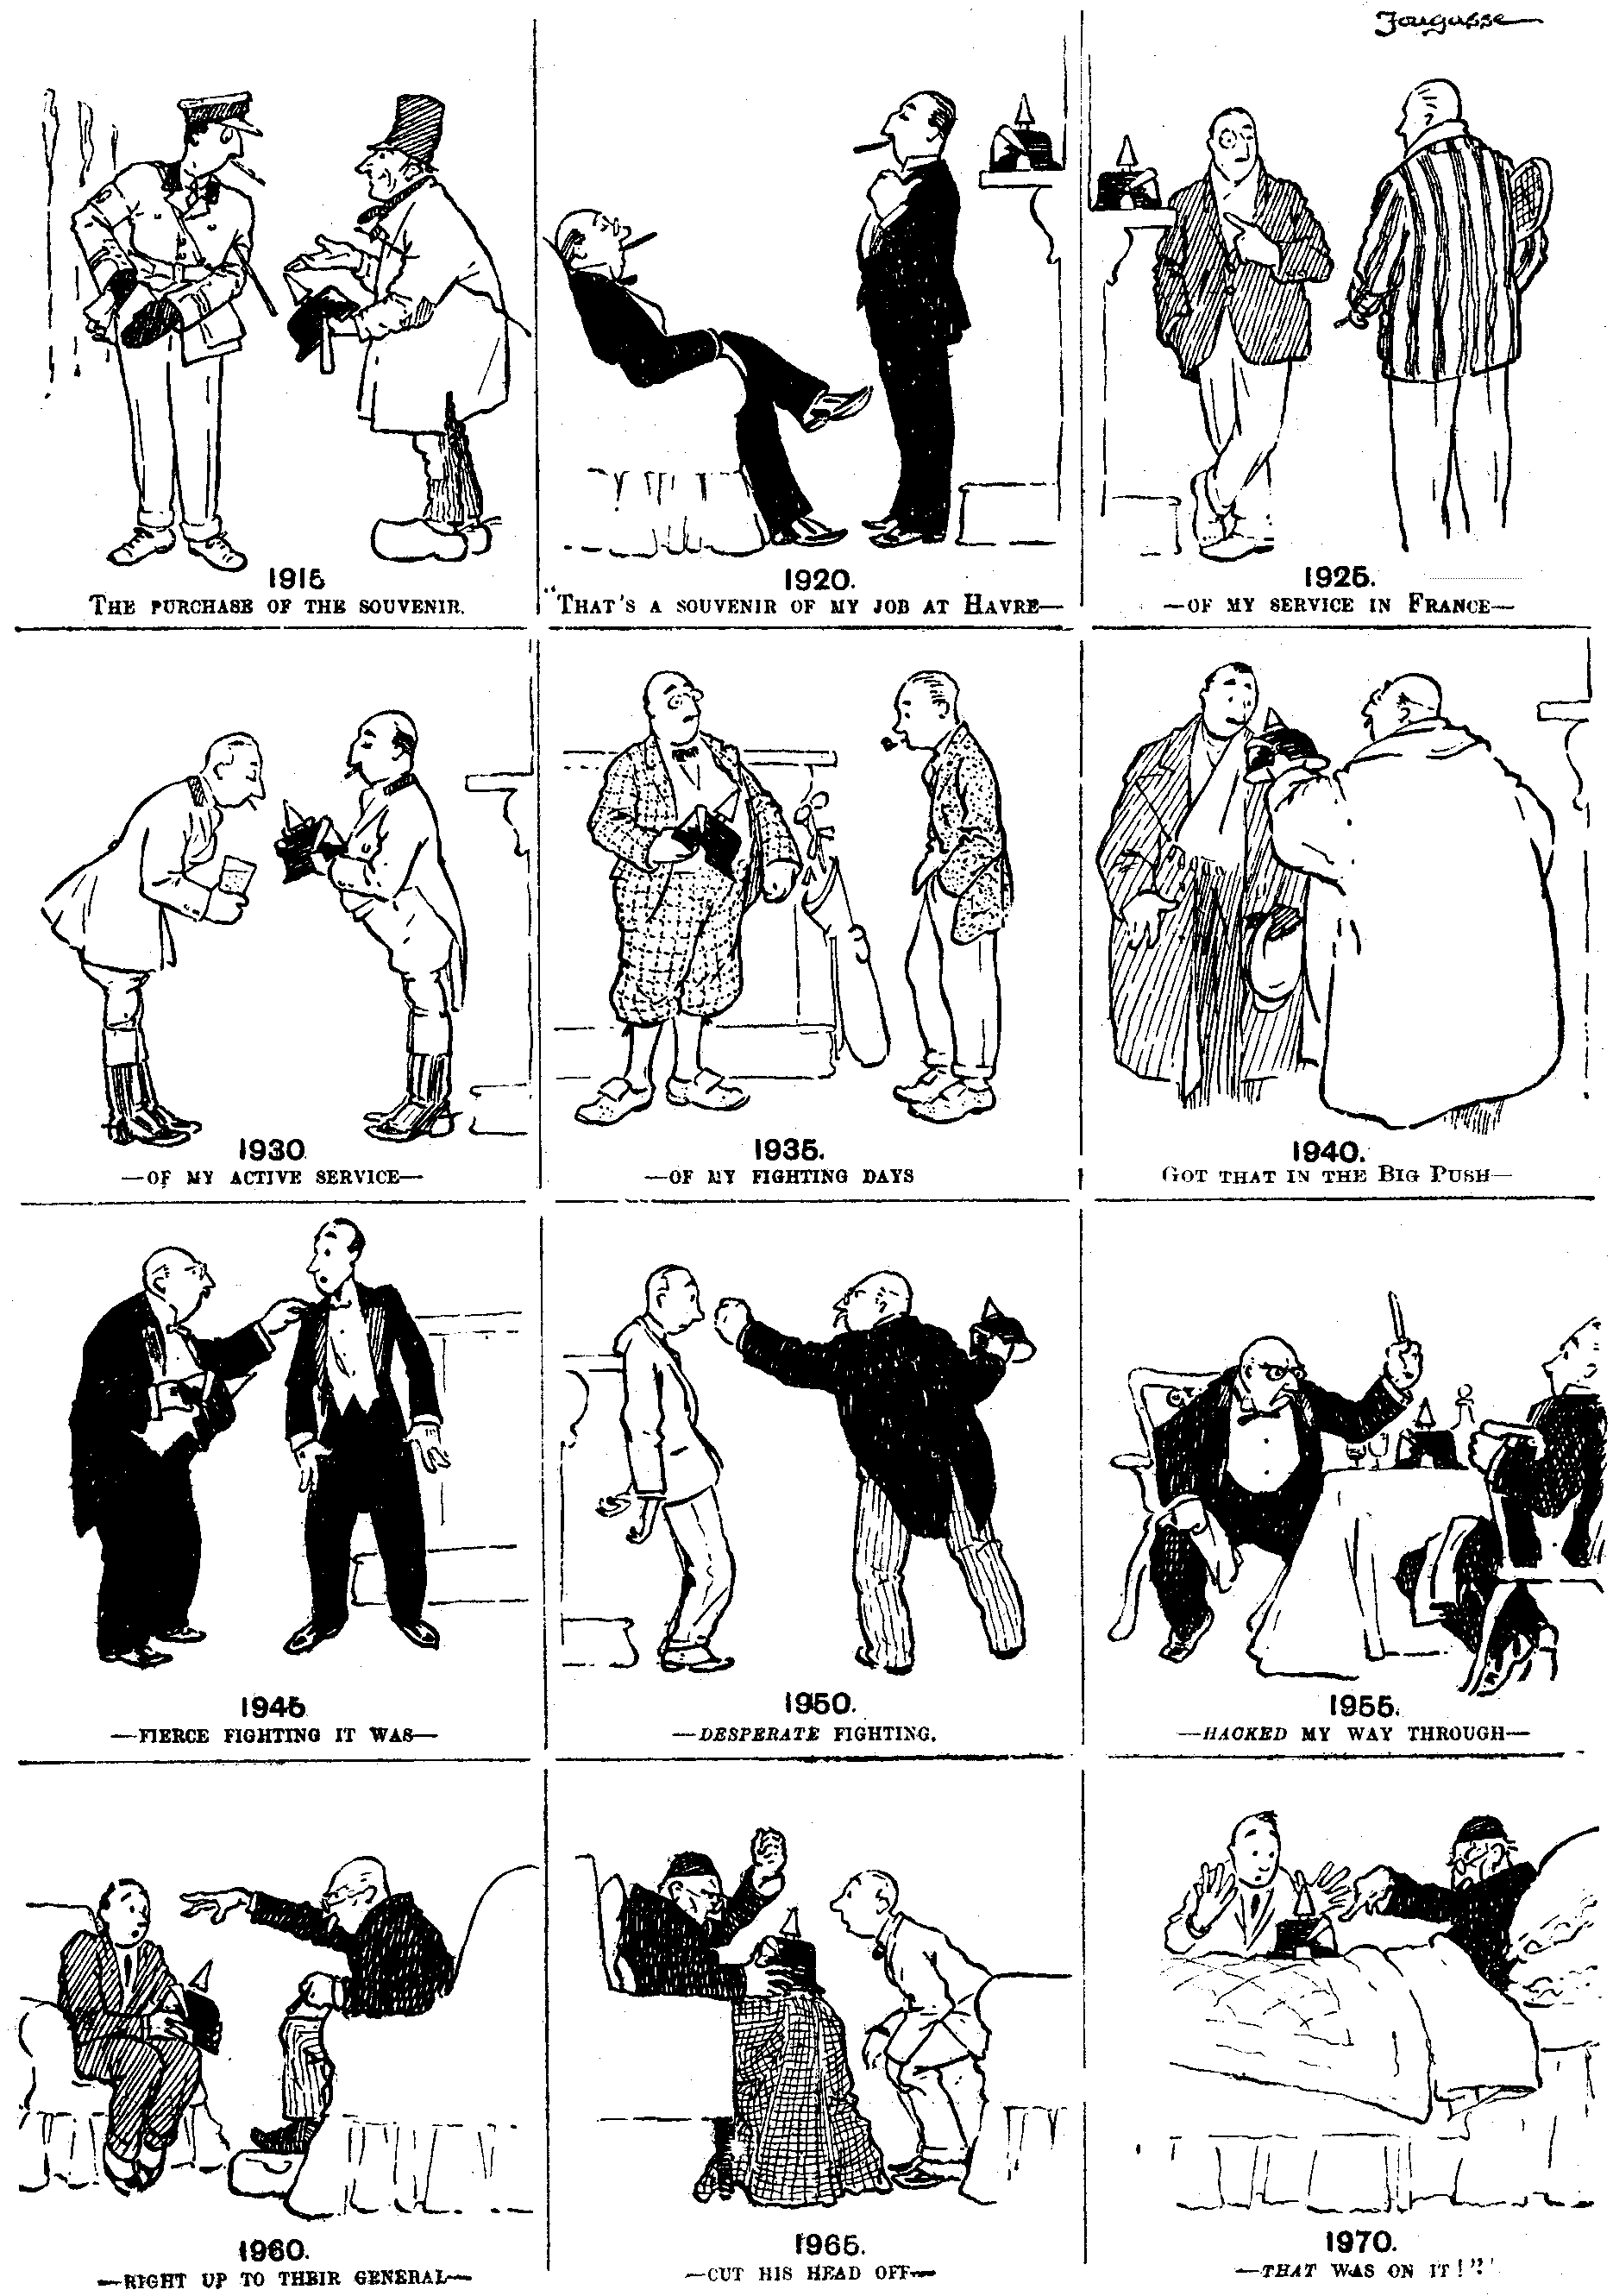 Fougasse
1915
THE PURCHASE OF THE SOUVENIR.
1920.
"THAT'S A SOUVENIR OF MY JOB AT HAVRE—
1925.
—OF MY SERVICE IN FRANCE—
1930
—OF MY ACTIVE SERVICE—
1935.
—OF MY FIGHTING DAYS
1940.
GOT THAT IN THE BIG PUSH—
1945
—FIERCE FIGHTING IT WAS—
1950.
—DESPERATE FIGHTING.
1955.
—HACKED MY WAY THROUGH—
1960.
—RIGHT UP TO THEIR GENERAL—
1965.
—CUT HIS HEAD OFF—
1970.
—THAT WAS ON IT!"